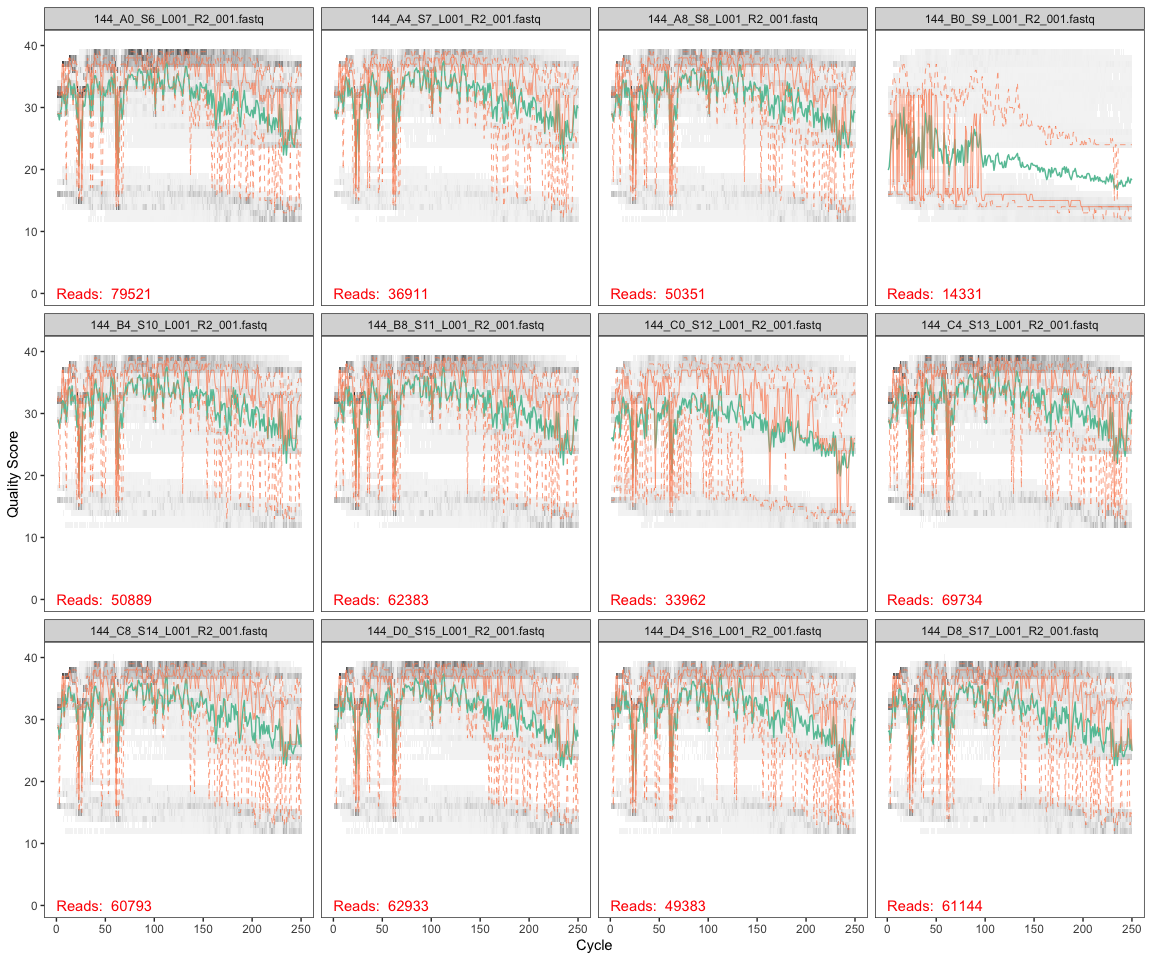 144_A0_S6_L001_R2_001.fastq
144_A4_S7_L001_R2_001.fastq
144_A8_S8_L001_R2_001.fastq
144_B0_S9_L001_R2_001.fastq
40
30
20
10
0
Reads: 79521
Reads: 36911
Reads: 50351
Reads: 14331
144_B4_S10_L001_R2_001.fastq
144_B8_S11_L001_R2_001.fastq
144_C0_S12_L001_R2_001.fastq
144_C4_S13_L001_R2_001.fastq
Quality Score
40
30
20
10
0
Reads: 50889
Reads: 62383
Reads: 33962
Reads: 69734
144_C8_S14_L001_R2_001.fastq
144_D0_S15_L001_R2_001.fastq
144_D4_S16_L001_R2_001.fastq
144_D8_S17_L001_R2_001.fastq
40
30
20
10
0
Reads: 60793
Reads: 62933
Reads: 49383
Reads: 61144
0 50 100 150 200 250
0 50 100 150 200 250
0 50 100 150 200 250
0 50 100 150 200 250
Cycle